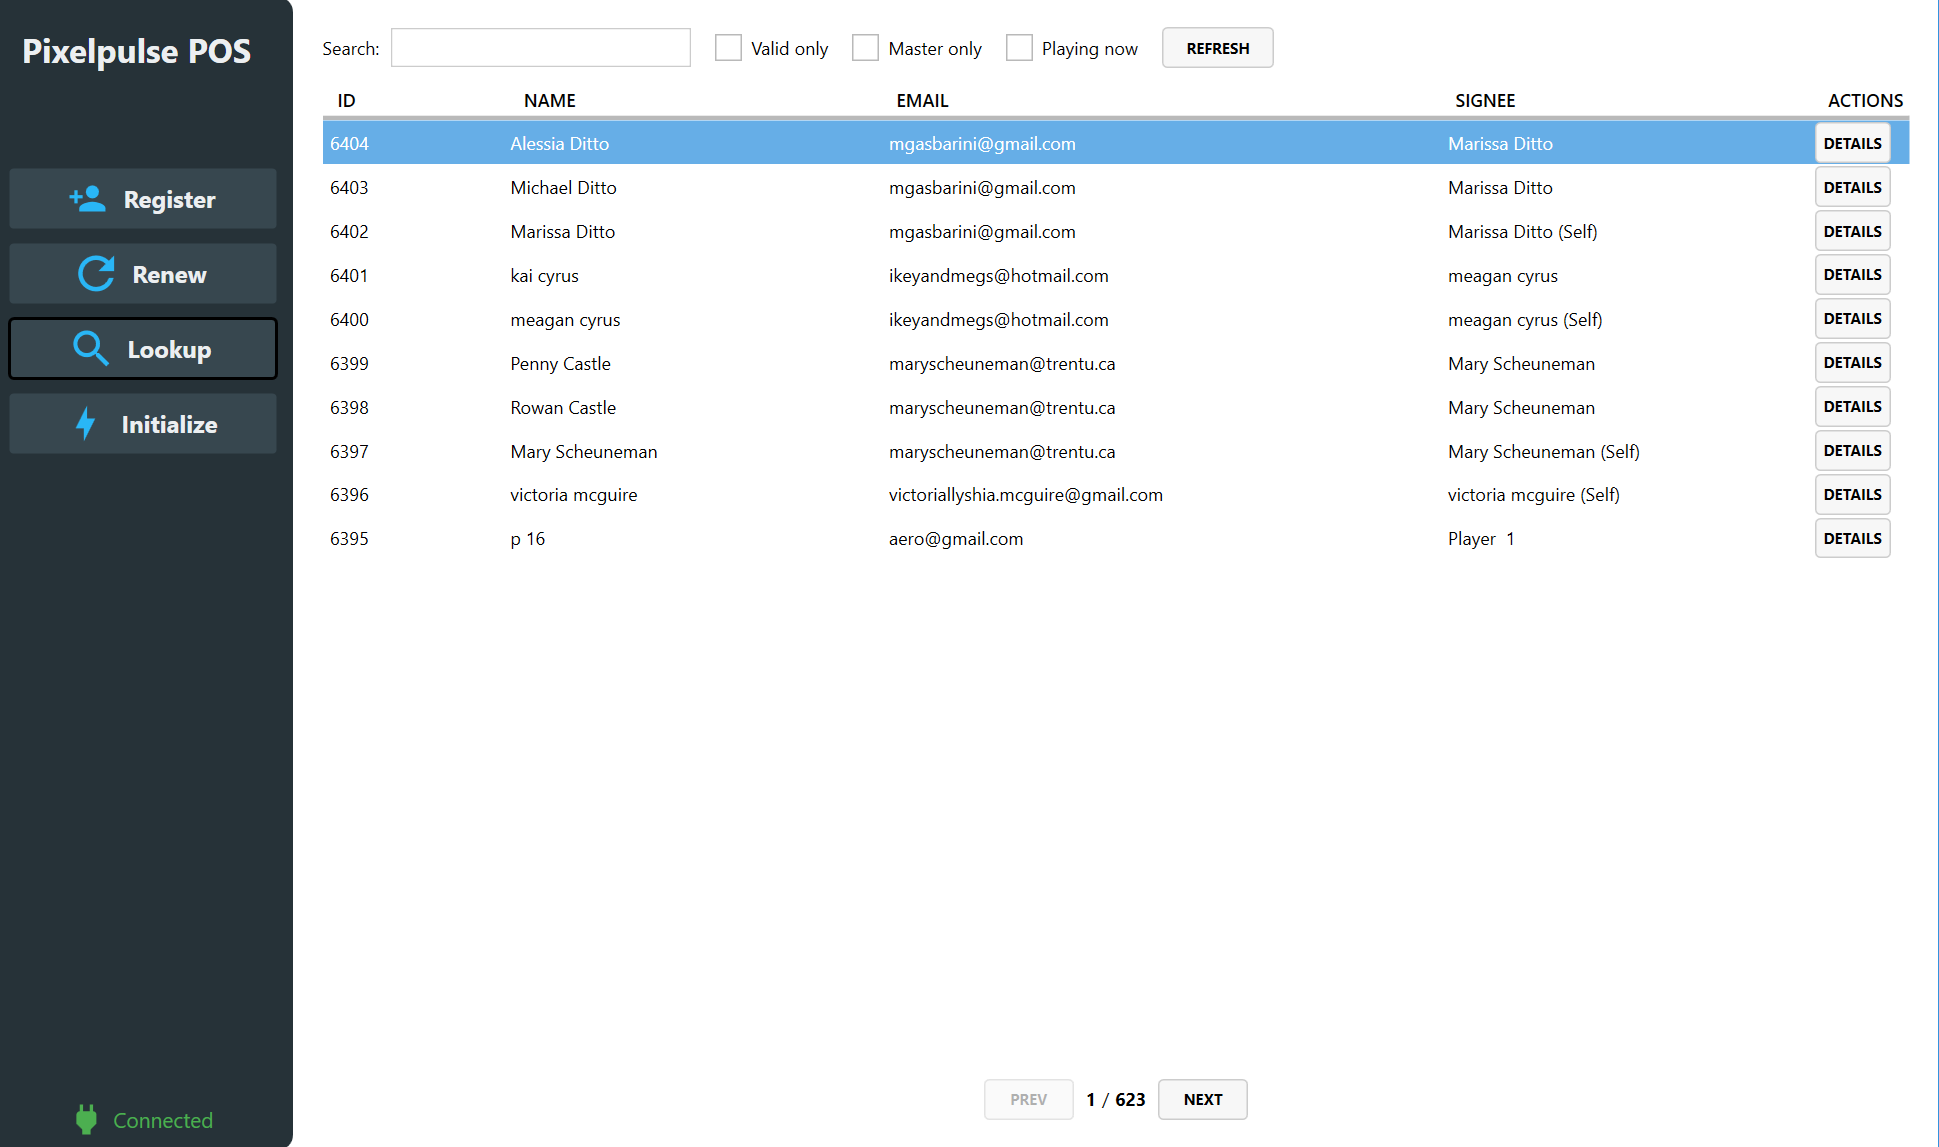 Pixelpulse POS
Register
Renew
Lookup
Initialize
Connected
Search: Valid only Master only Playing now REFRESH
ID NAME EMAIL SIGNEE ACTIONS
6404 Alessia Ditto mgasbarini@gmail.com Marissa Ditto DETAILS
6403 Michael Ditto mgasbarini@gmail.com Marissa Ditto DETAILS
6402 Marissa Ditto mgasbarini@gmail.com Marissa Ditto (Self) DETAILS
6401 kai cyrus ikeyandmegs@hotmail.com meagan cyrus DETAILS
6400 meagan cyrus ikeyandmegs@hotmail.com meagan cyrus (Self) DETAILS
6399 Penny Castle maryscheuneman@trentu.ca Mary Scheuneman DETAILS
6398 Rowan Castle maryscheuneman@trentu.ca Mary Scheuneman DETAILS
6397 Mary Scheuneman maryscheuneman@trentu.ca Mary Scheuneman (Self) DETAILS
6396 victoria mcguire victoriallyshia.mcguire@gmail.com victoria mcguire (Self) DETAILS
6395 p 16 aero@gmail.com Player 1 DETAILS
PREV 1 / 623 NEXT